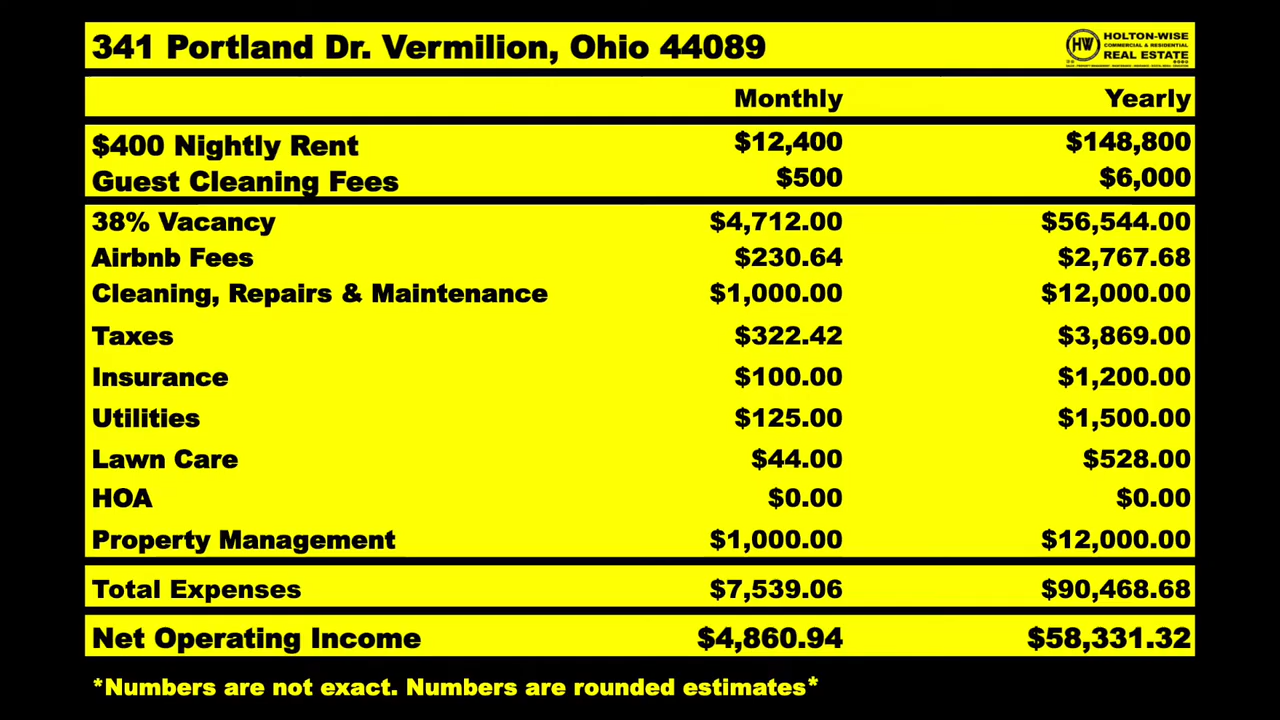 341 Portland Dr. Vermilion, Ohio 44089
HW
HOLTON-WISE
COMMERCIAL & RESIDENTIAL
REAL ESTATE
Monthly Yearly
$400 Nightly Rent $12,400 $148,800
Guest Cleaning Fees $500 $6,000
38% Vacancy $4,712.00 $56,544.00
Airbnb Fees $230.64 $2,767.68
Cleaning, Repairs & Maintenance $1,000.00 $12,000.00
Taxes $322.42 $3,869.00
Insurance $100.00 $1,200.00
Utilities $125.00 $1,500.00
Lawn Care $44.00 $528.00
HOA $0.00 $0.00
Property Management $1,000.00 $12,000.00
Total Expenses $7,539.06 $90,468.68
Net Operating Income $4,860.94 $58,331.32
*Numbers are not exact. Numbers are rounded estimates*